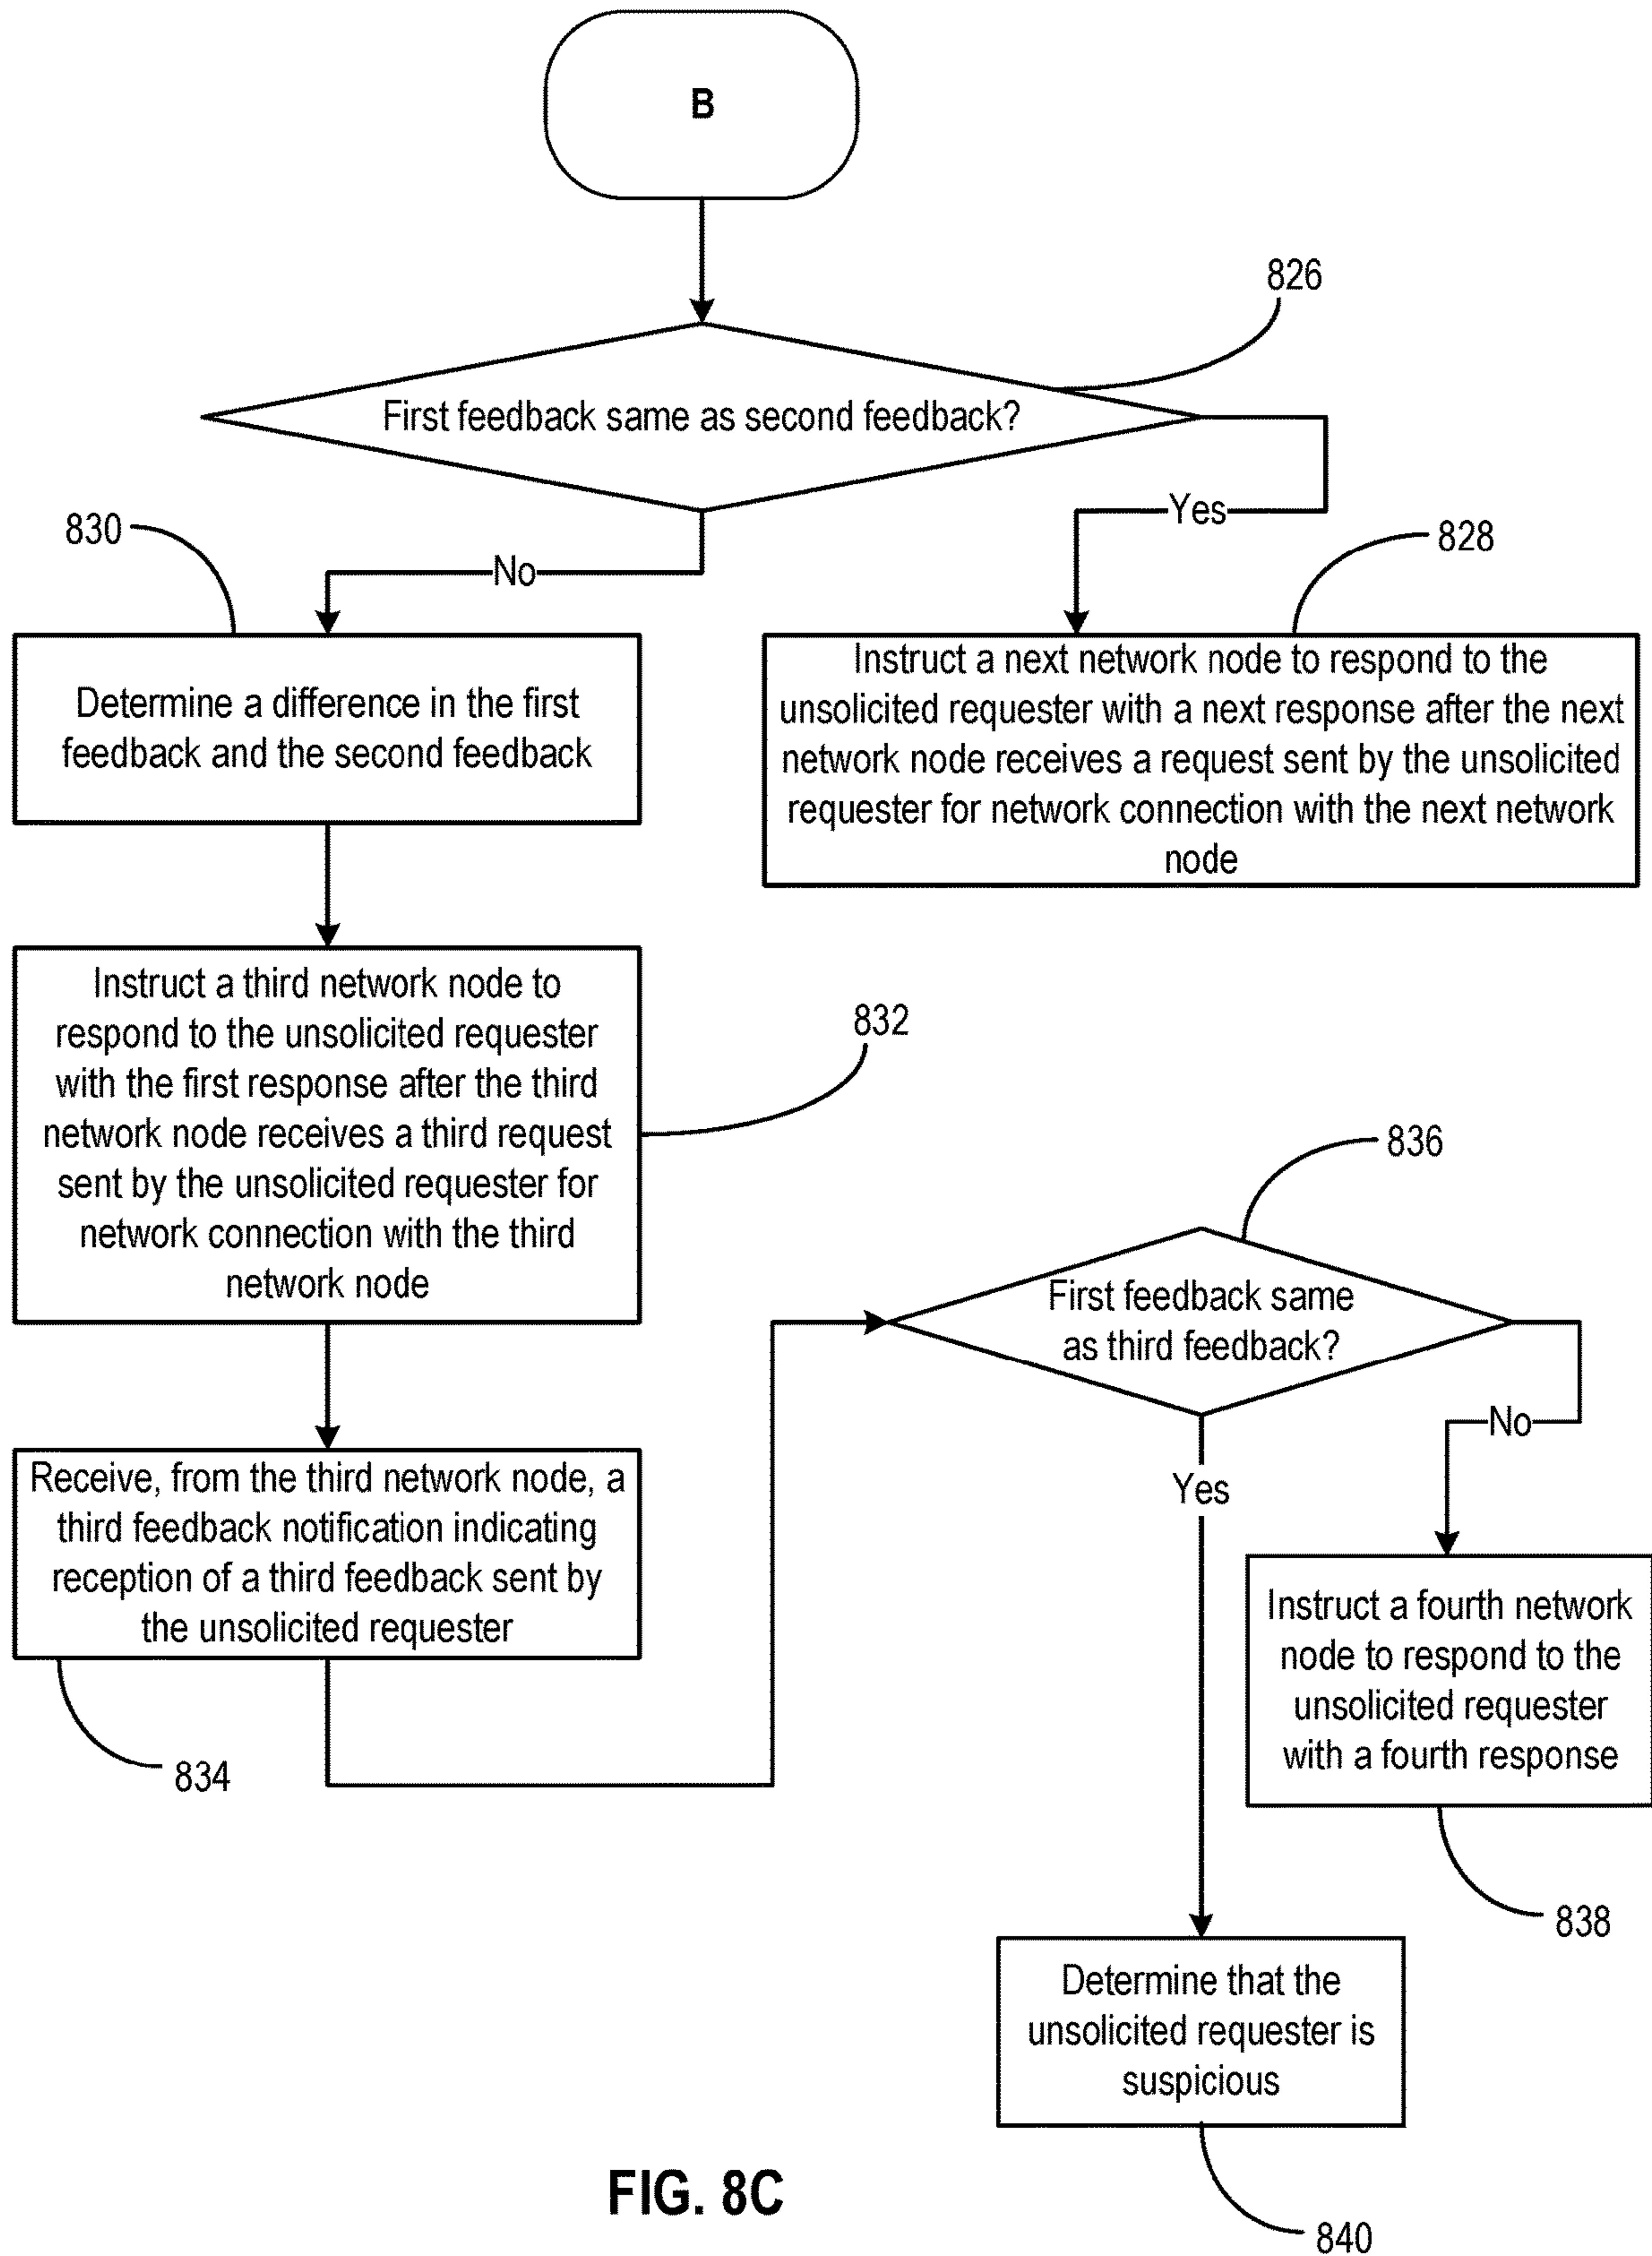 B
826
First feedback same as second feedback?
Yes
830
828
No
Determine a difference in the first
feedback and the second feedback
Instruct a next network node to respond to the
unsolicited requester with a next response after the next
network node receives a request sent by the unsolicited
requester for network connection with the next network
node
Instruct a third network node to
respond to the unsolicited requester
with the first response after the third
network node receives a third request
sent by the unsolicited requester for
network connection with the third
network node
832
836
First feedback same
as third feedback?
No
Yes
Receive, from the third network node, a
third feedback notification indicating
reception of a third feedback sent by
the unsolicited requester
834
Instruct a fourth network
node to respond to the
unsolicited requester
with a fourth response
838
Determine that the
unsolicited requester is
suspicious
840
FIG. 8C